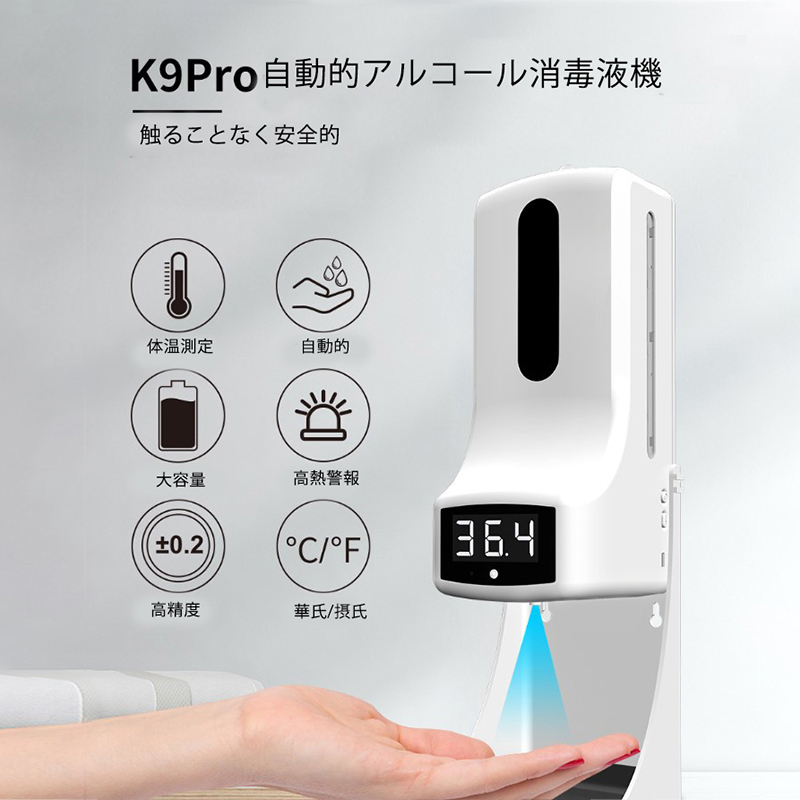 K9Pro自動的アルコール消毒液機
触ることなく安全的
体温測定
自動的
大容量
高熱警報
±0.2
°C/°F
高精度
華氏/摂氏
36.4